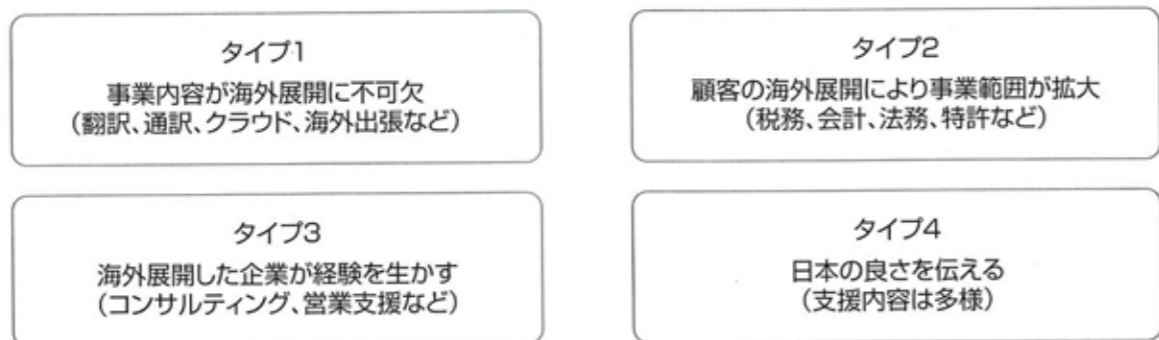 タイプ1
事業内容が海外展開に不可欠
（翻訳、通訳、クラウド、海外出張など）
タイプ2
顧客の海外展開により事業範囲が拡大
（税務、会計、法務、特許など）
タイプ3
海外展開した企業が経験を生かす
（コンサルティング、営業支援など）
タイプ4
日本の良さを伝える
（支援内容は多様）